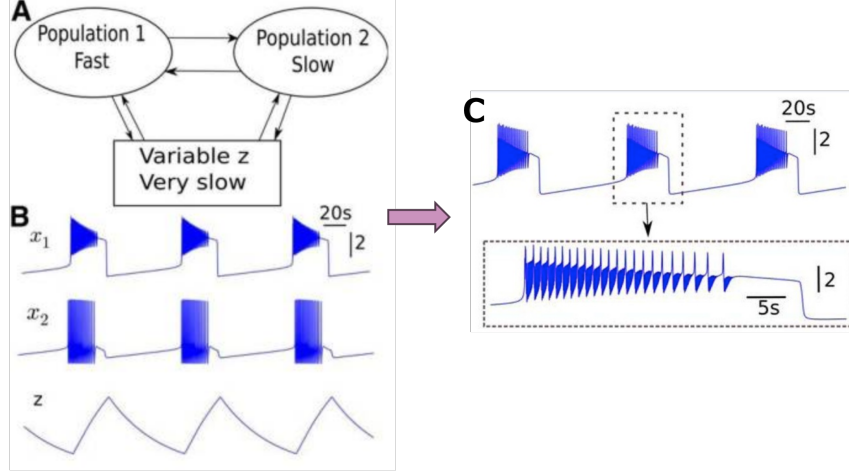 A
Population 1
Fast
Population 2
Slow
Variable z
Very slow
B
20s
x₁
2
x₂
z
C
20s
2
2
5s